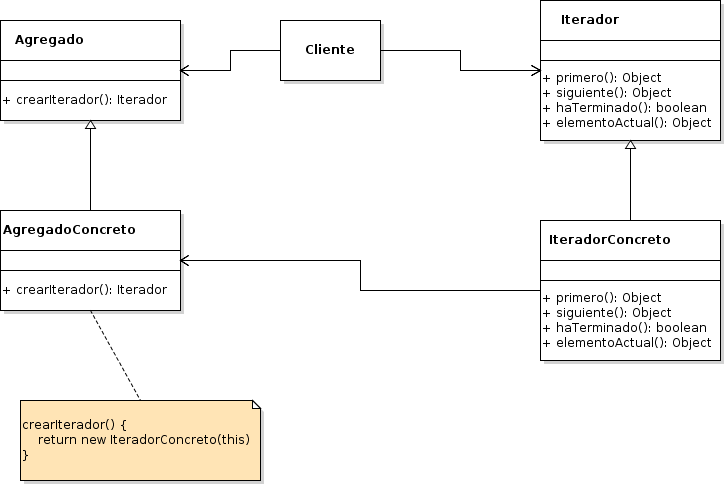 Agregado
+ crearIterador(): Iterador
Cliente
Iterador
+ primero(): Object
+ siguiente(): Object
+ haTerminado(): boolean
+ elementoActual(): Object
AgregadoConcreto
+ crearIterador(): Iterador
IteradorConcreto
+ primero(): Object
+ siguiente(): Object
+ haTerminado(): boolean
+ elementoActual(): Object
crearIterador() {
return new IteradorConcreto(this)
}